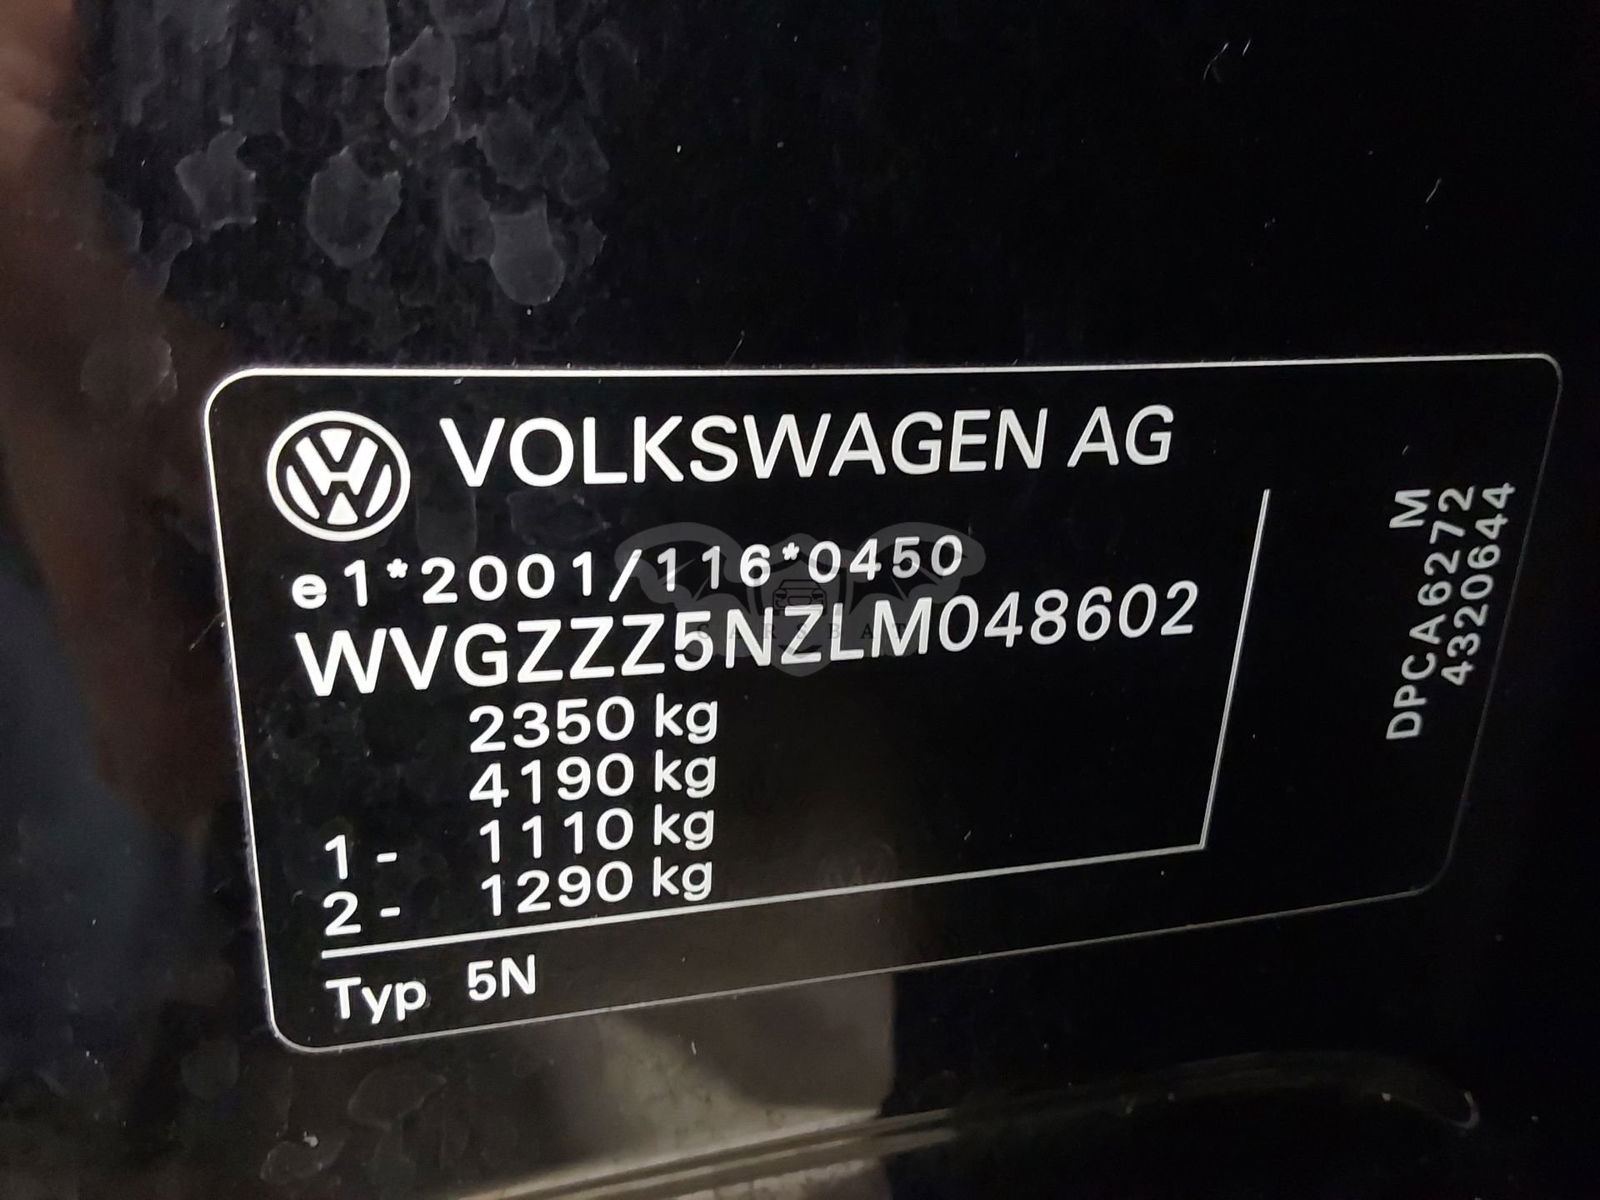 VOLKSWAGEN AG
e1*2001/116*0450
WVGZZZ5NZLM048602
2350 kg
4190 kg
1 - 1110 kg
2 - 1290 kg
Typ 5N
M
DPCA6272
4320644
CARSBAT